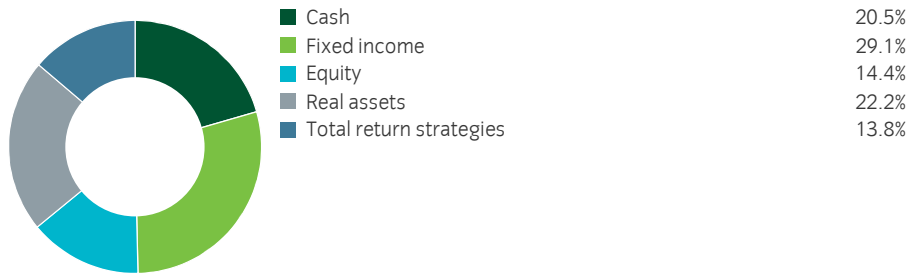 Cash 20.5%
Fixed income 29.1%
Equity 14.4%
Real assets 22.2%
Total return strategies 13.8%